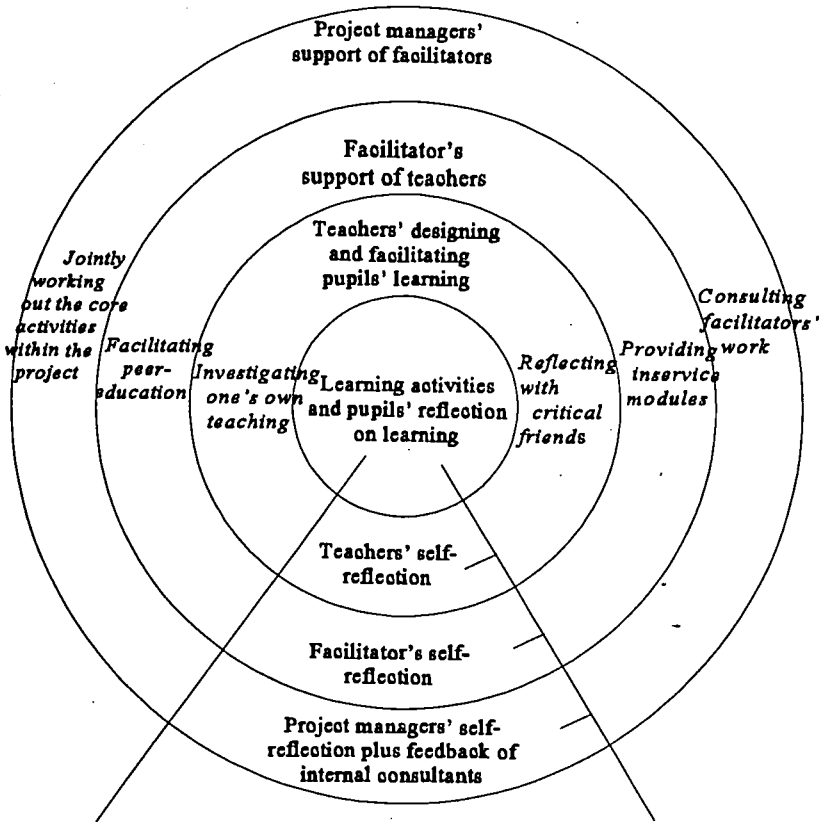 Project managers'
support of facilitators
Facilitator's
support of teachers
Teachers' designing
and facilitating
pupils' learning
Jointly
working
out the core
activities
within the
project
Facilitating
peer-
education
Investigating
one's own
teaching
Learning activities
and pupils' reflection
on learning
Reflecting
with
critical
friends
Providing
inservice
modules
Consulting
facilitators'
work
Teachers' self-
reflection
Facilitator's self-
reflection
Project managers' self-
reflection plus feedback of
internal consultants